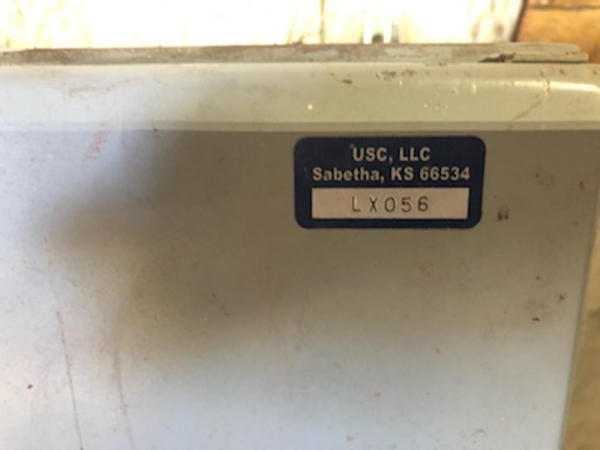 USC, LLC
Sabetha, KS 66534
LX056